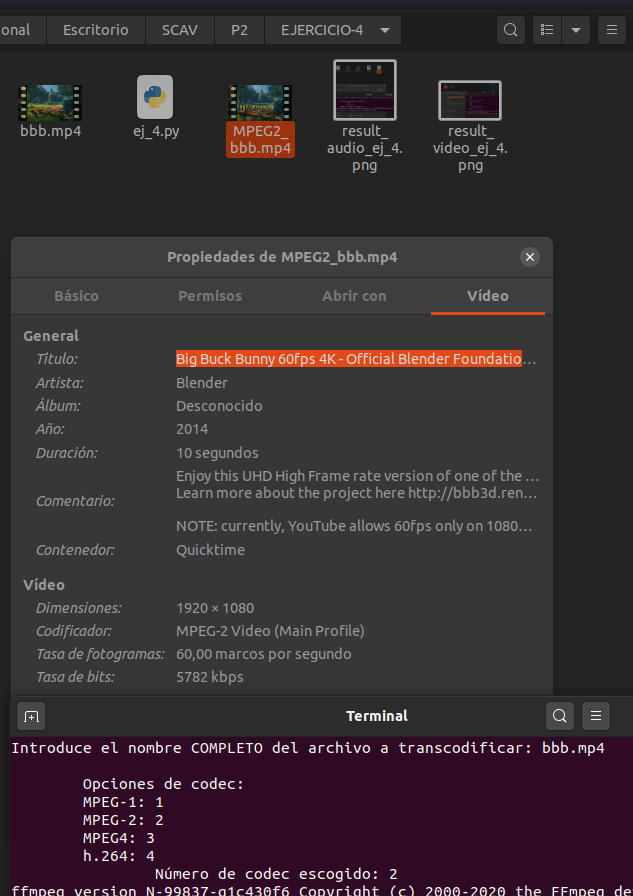 onal Escritorio SCAV P2 EJERCICIO-4
bbb.mp4 ej_4.py MPEG2_ result_ result_
bbb.mp4 audio_ej_4. video_ej_4.
png png
Propiedades de MPEG2_bbb.mp4
Básico Permisos Abrir con Vídeo
General
Título: Big Buck Bunny 60fps 4K - Official Blender Foundatio…
Artista: Blender
Álbum: Desconocido
Año: 2014
Duración: 10 segundos
Enjoy this UHD High Frame rate version of one of the …
Comentario: Learn more about the project here http://bbb3d.ren…
NOTE: currently, YouTube allows 60fps only on 1080…
Contenedor: Quicktime
Vídeo
Dimensiones: 1920 × 1080
Codificador: MPEG-2 Video (Main Profile)
Tasa de fotogramas: 60,00 marcos por segundo
Tasa de bits: 5782 kbps
Terminal
Introduce el nombre COMPLETO del archivo a transcodificar: bbb.mp4
Opciones de codec:
MPEG-1: 1
MPEG-2: 2
MPEG4: 3
h.264: 4
Número de codec escogido: 2
ffmpeg version N-99837-g1c430f6 Copyright (c) 2000-2020 the FFmpeg de